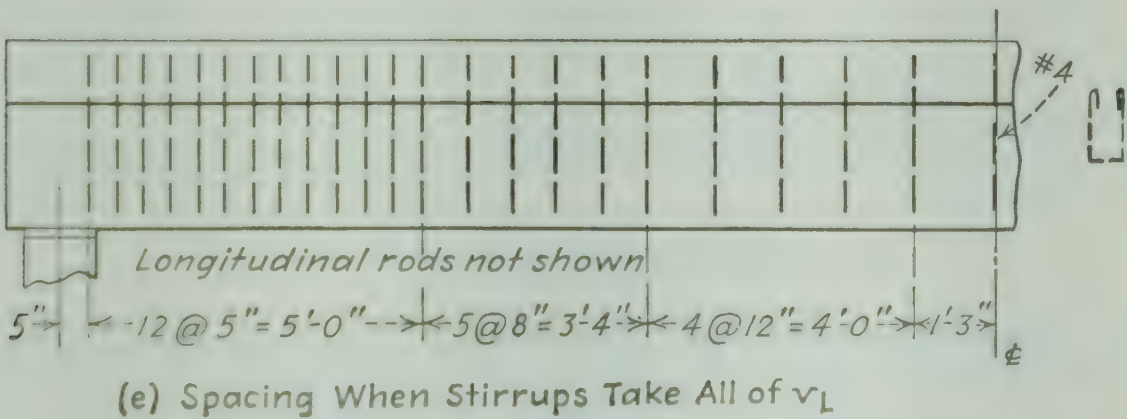 #4
Longitudinal rods not shown
5" 12 @ 5" = 5'-0" 5@8" = 3'-4" 4 @ 12" = 4'-0" 1'-3"
℄
(e) Spacing When Stirrups Take All of vL